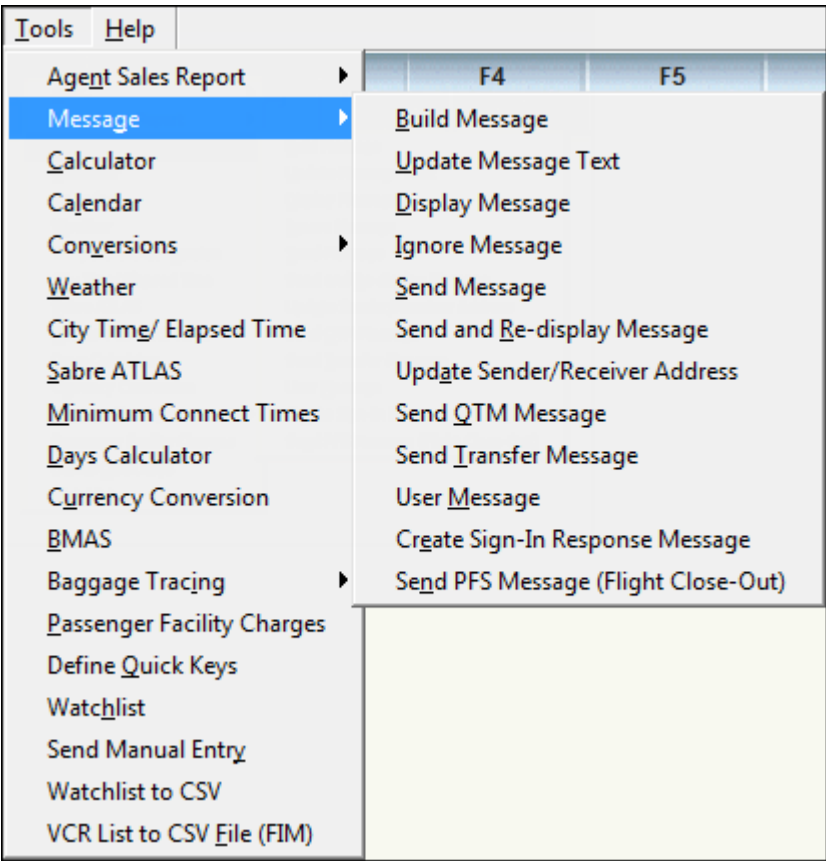 Tools Help
Agent Sales Report
F4 F5
Message
Calculator
Calendar
Conversions
Weather
City Time/ Elapsed Time
Sabre ATLAS
Minimum Connect Times
Days Calculator
Currency Conversion
BMAS
Baggage Tracing
Passenger Facility Charges
Define Quick Keys
Watchlist
Send Manual Entry
Watchlist to CSV
VCR List to CSV File (FIM)
Build Message
Update Message Text
Display Message
Ignore Message
Send Message
Send and Re-display Message
Update Sender/Receiver Address
Send QTM Message
Send Transfer Message
User Message
Create Sign-In Response Message
Send PFS Message (Flight Close-Out)